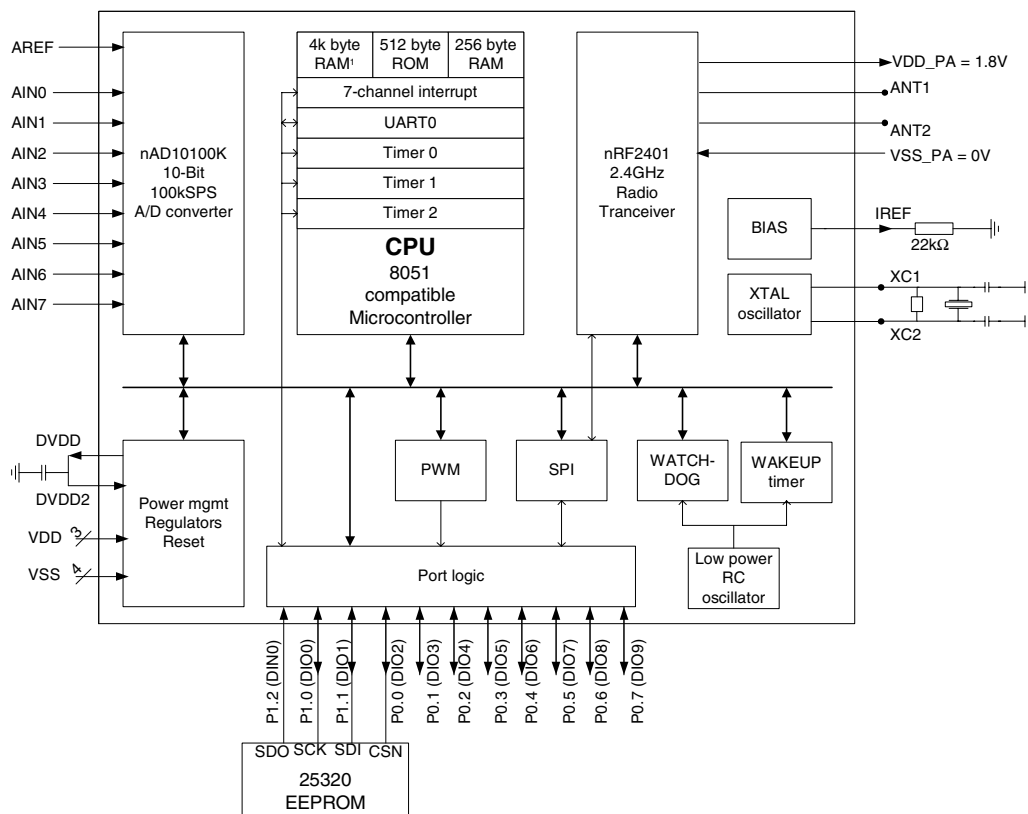 AREF
AIN0
AIN1
AIN2
AIN3
AIN4
AIN5
AIN6
AIN7
nAD10100K
10-Bit
100kSPS
A/D converter
4k byte
RAM¹
512 byte
ROM
256 byte
RAM
7-channel interrupt
UART0
Timer 0
Timer 1
Timer 2
CPU
8051
compatible
Microcontroller
nRF2401
2.4GHz
Radio
Tranceiver
VDD_PA = 1.8V
ANT1
ANT2
VSS_PA = 0V
BIAS
IREF
22kΩ
XTAL
oscillator
XC1
XC2
DVDD
DVDD2
VDD
3
VSS
4
Power mgmt
Regulators
Reset
PWM
SPI
WATCH-
DOG
WAKEUP
timer
Low power
RC
oscillator
Port logic
P1.2 (DIN0)
P1.0 (DIO0)
P1.1 (DIO1)
P0.0 (DIO2)
P0.1 (DIO3)
P0.2 (DIO4)
P0.3 (DIO5)
P0.4 (DIO6)
P0.5 (DIO7)
P0.6 (DIO8)
P0.7 (DIO9)
SDO
SCK
SDI
CSN
25320
EEPROM